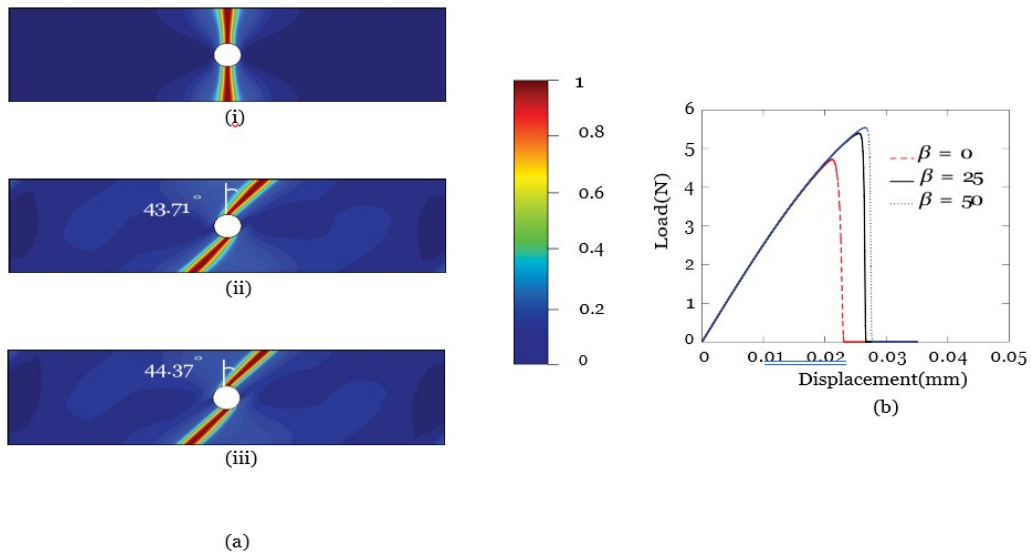 (i)
43.71°
(ii)
44.37°
(iii)
(a)
1
0.8
0.6
0.4
0.2
0
6
5
4
3
2
1
0
Load(N)
β = 0
β = 25
β = 50
0 0.01 0.02 0.03 0.04 0.05
Displacement(mm)
(b)